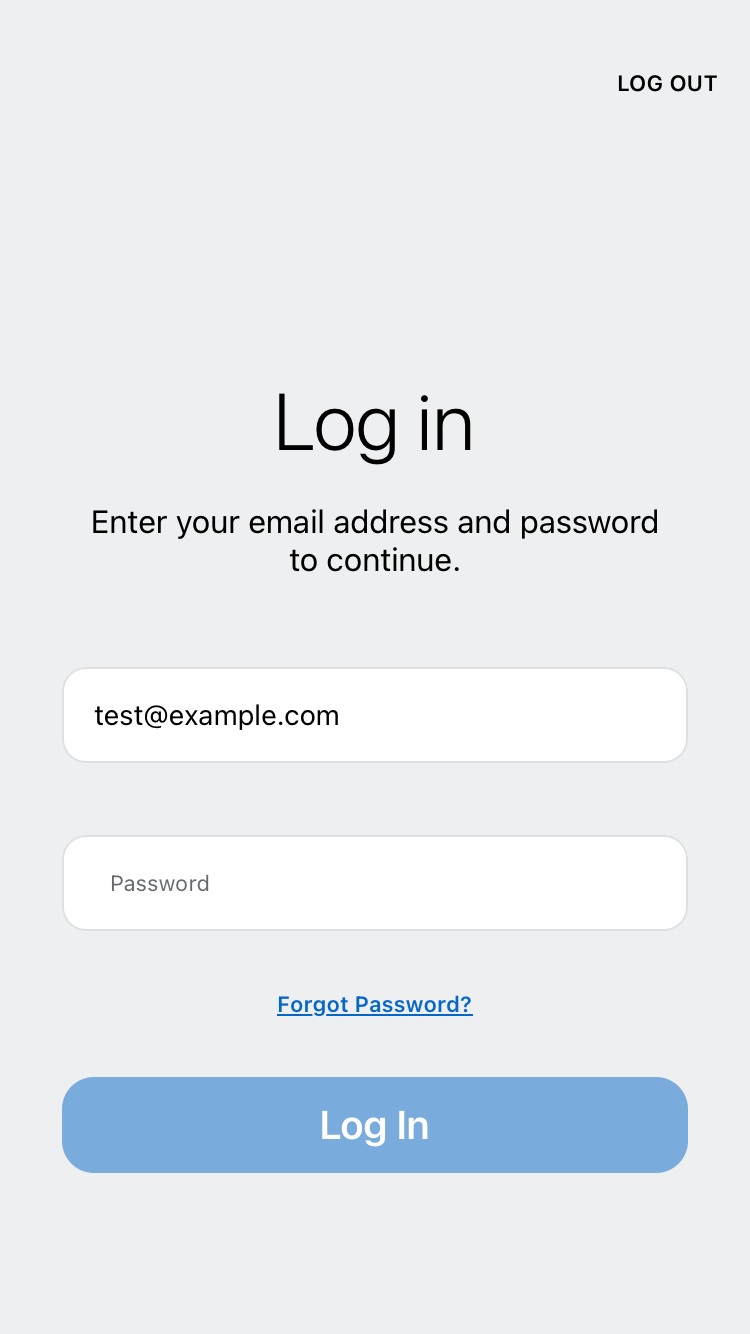 LOG OUT
Log in
Enter your email address and password
to continue.
test@example.com
Password
Forgot Password?
Log In